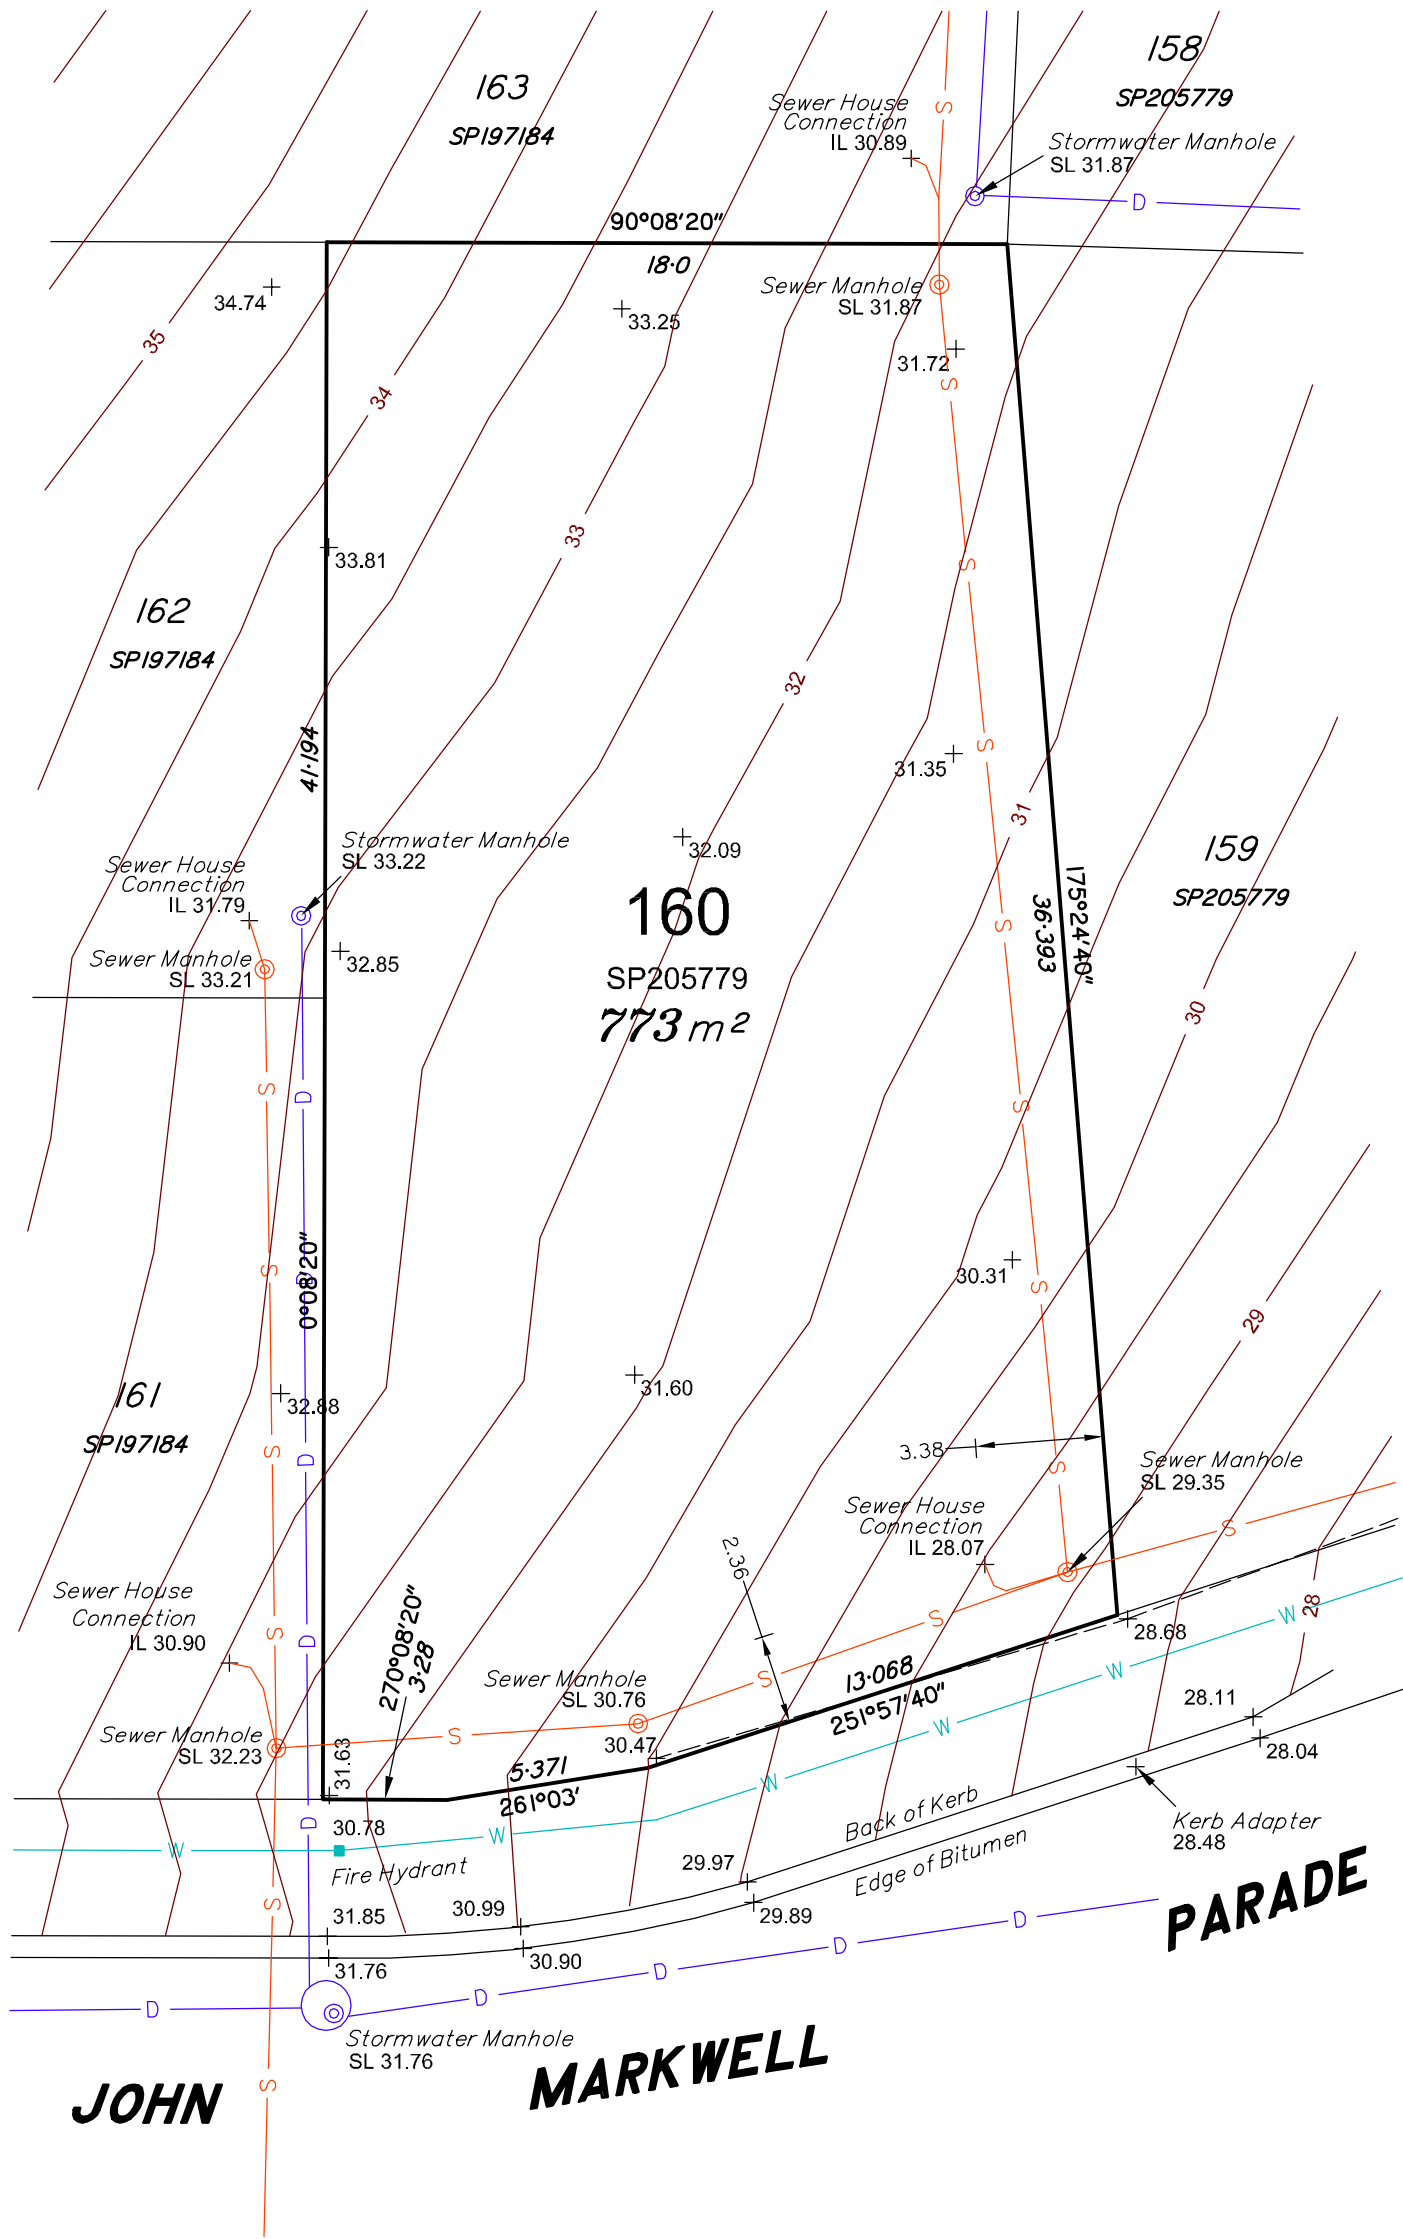 163
SP197184
158
SP205779
Sewer House
Connection
IL 30.89
Stormwater Manhole
SL 31.87
S
D
90°08'20"
18·0
34.74
33.25
Sewer Manhole
SL 31.87
31.72
35
34
S
33
33.81
S
162
SP197184
32
41·194
31.35
S
31
Stormwater Manhole
SL 33.22
32.09
159
SP205779
Sewer House
Connection
IL 31.79
160
SP205779
773 m²
175°24'40"
36·393
S
Sewer Manhole
SL 33.21
32.85
30
S
D
S
0°08'20"
S
D
30.31
S
29
161
SP197184
32.88
31.60
S
D
3.38
S
Sewer Manhole
SL 29.35
Sewer House
Connection
IL 28.07
2.36
S
Sewer House
Connection
IL 30.90
270°08'20"
3·28
S
D
S
28
W
28.68
Sewer Manhole
SL 30.76
S
13·068
251°57'40"
W
28.11
Sewer Manhole
SL 32.23
S
30.47
W
28.04
31.63
5·371
261°03'
W
30.78
D
W
W
Fire Hydrant
Back of Kerb
Edge of Bitumen
Kerb Adapter
28.48
29.97
S
31.85
30.99
29.89
D
31.76
30.90
D
D
D
D
PARADE
Stormwater Manhole
SL 31.76
S
MARKWELL
JOHN